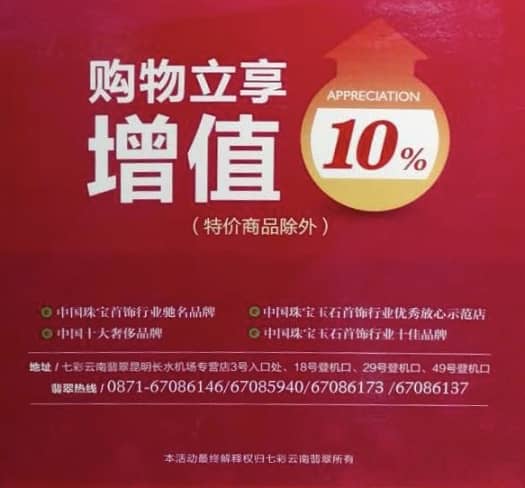 购物立享
增值
APPRECIATION
10%
(特价商品除外)
中国珠宝首饰行业驰名品牌
中国珠宝玉石首饰行业优秀放心示范店
中国十大奢侈品牌
中国珠宝玉石首饰行业十佳品牌
地址 / 七彩云南翡翠昆明长水机场专营店3号入口处、18号登机口、29号登机口、49号登机口
翡翠热线 / 0871-67086146/67085940/67086173 /67086137
本活动最终解释权归七彩云南翡翠所有